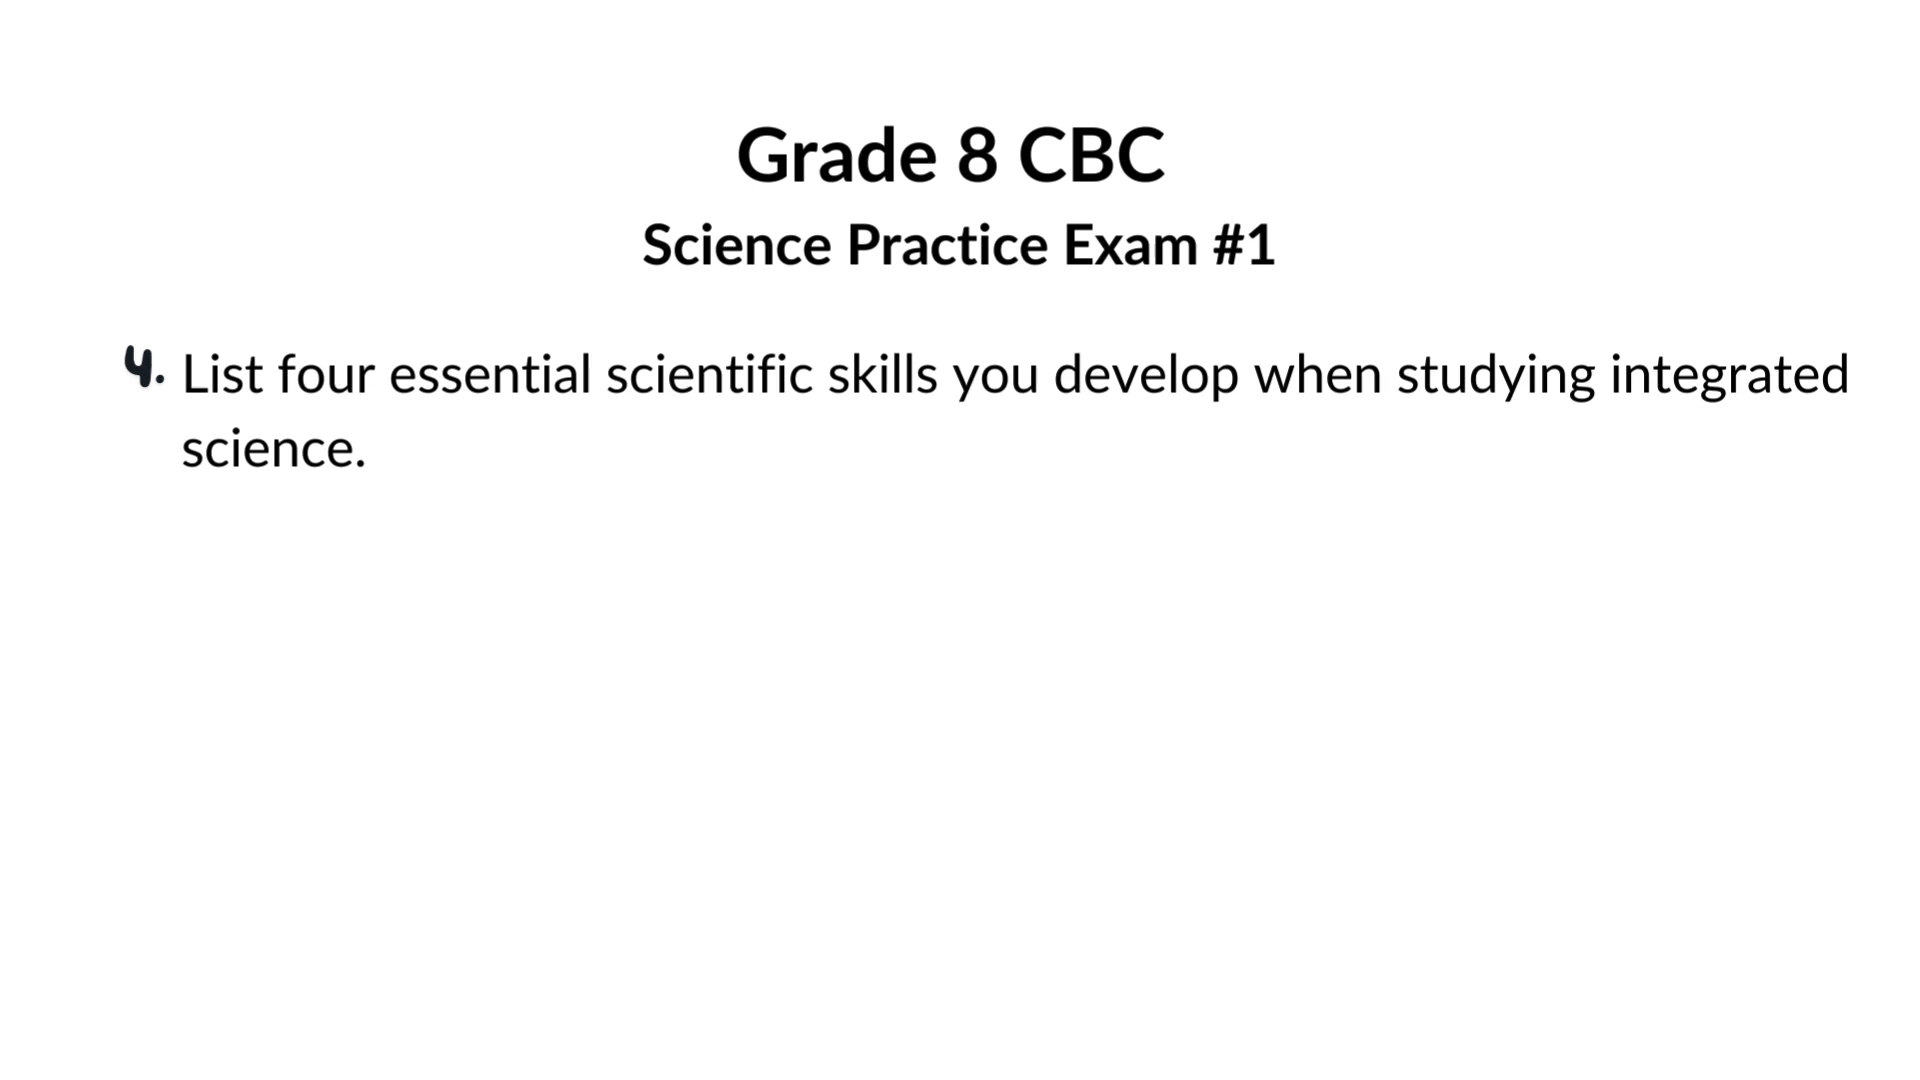 Grade 8 CBC
Science Practice Exam #1
4. List four essential scientific skills you develop when studying integrated
science.